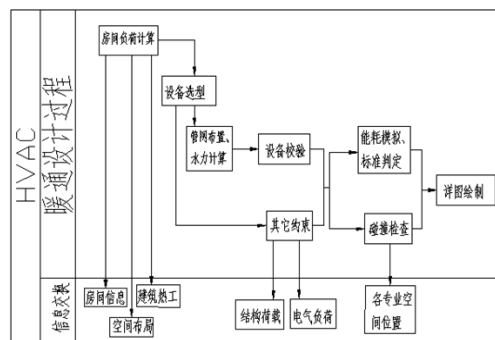 HVAC
暖通设计过程
房间负荷计算
设备选型
管网布置、
水力计算
设备校验
能耗模拟、
标准判定
详图绘制
其它约束
碰撞检查
信息交换
房间信息
建筑热工
空间布局
结构荷载
电气负荷
各专业空
间位置